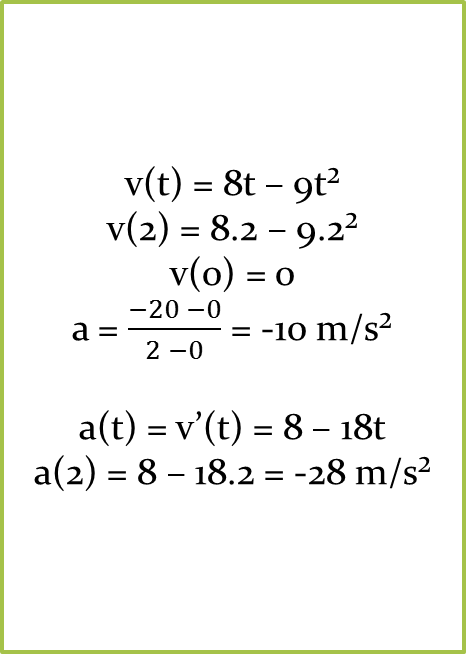 v(t) = 8t – 9t²
v(2) = 8.2 – 9.2²
v(0) = 0
a = −20 −0 / 2 −0 = -10 m/s²
a(t) = v’(t) = 8 – 18t
a(2) = 8 – 18.2 = -28 m/s²